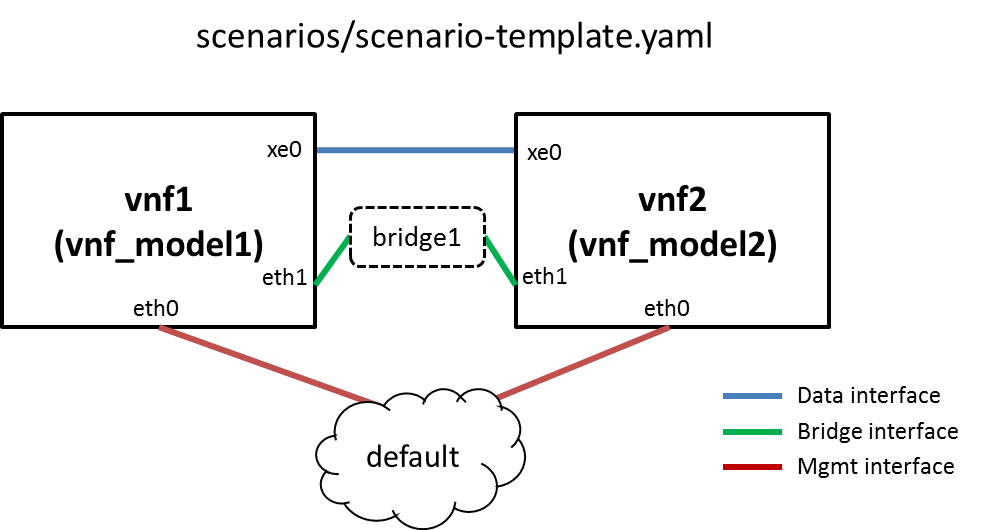 scenarios/scenario-template.yaml
xe0
xe0
vnf1
(vnf_model1)
vnf2
(vnf_model2)
bridge1
eth1
eth1
eth0
eth0
default
Data interface
Bridge interface
Mgmt interface